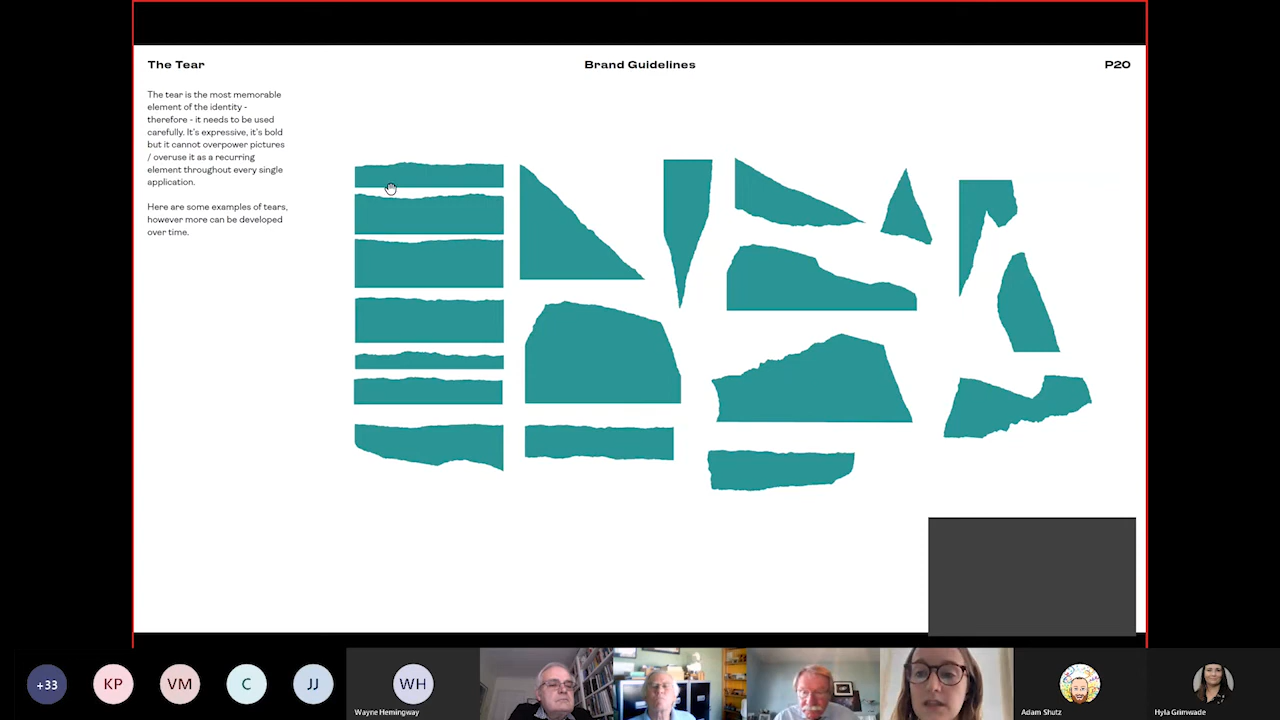 The Tear
Brand Guidelines
P20
The tear is the most memorable
element of the identity -
therefore - it needs to be used
carefully. It's expressive, it's bold
but it cannot overpower pictures
/ overuse it as a recurring
element throughout every single
application.
Here are some examples of tears,
however more can be developed
over time.
+33
KP
VM
C
JJ
WH
Wayne Hemingway
Adam Shutz
Hyla Grimwade